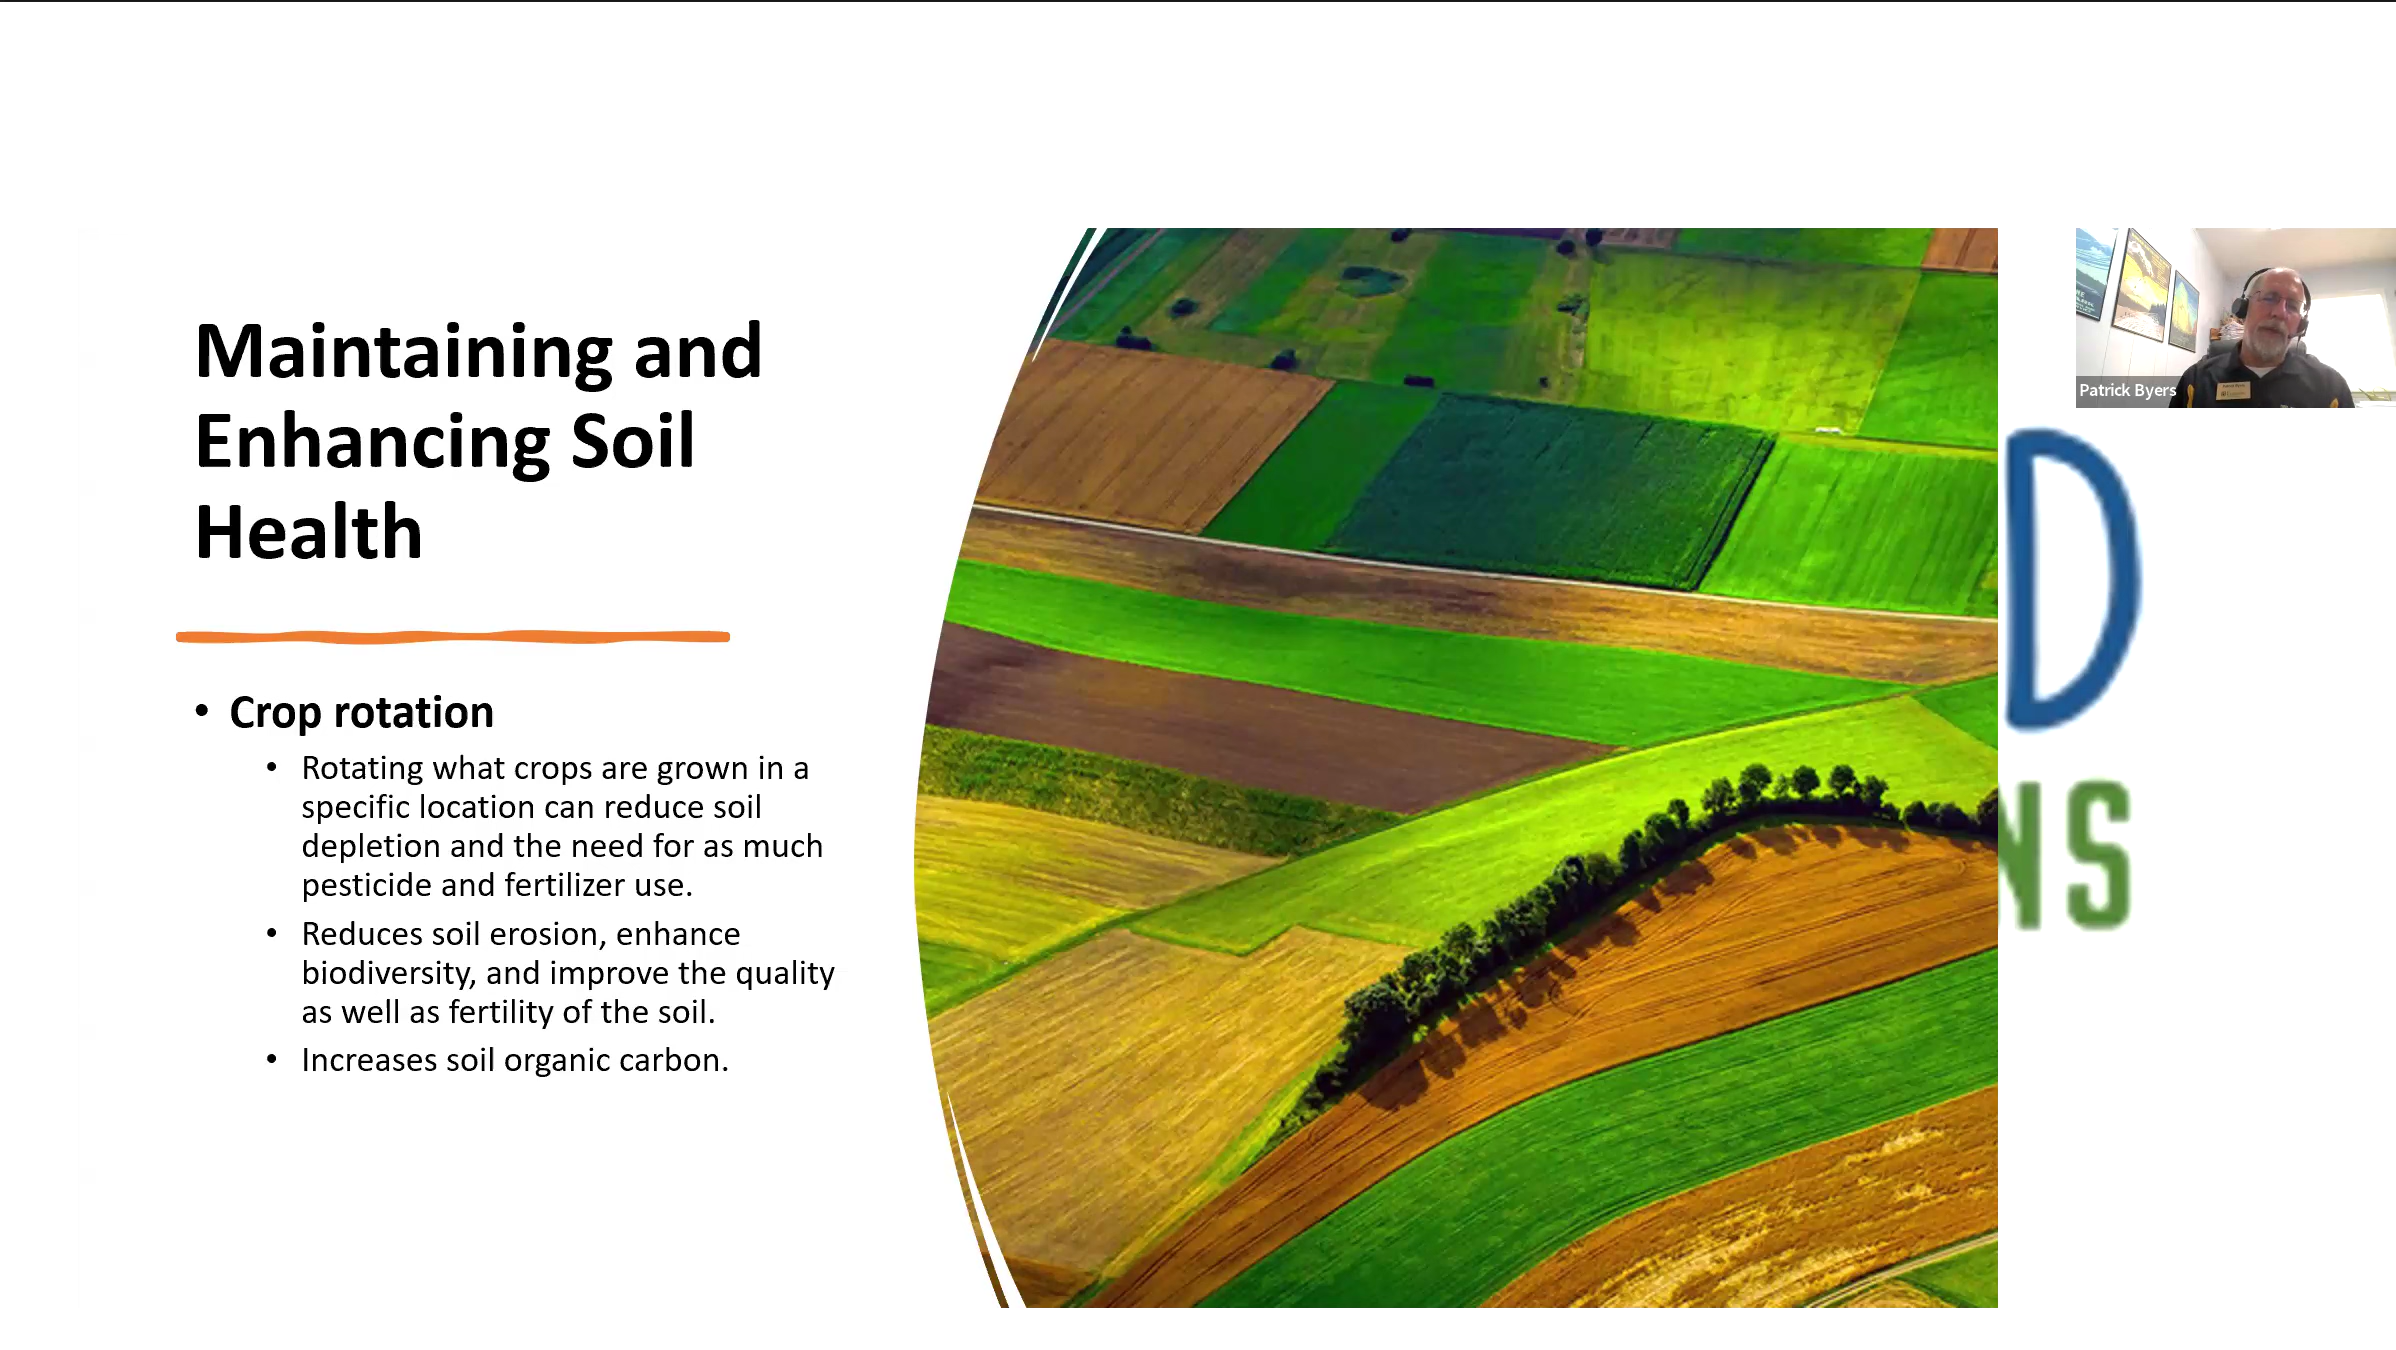 Maintaining and
Enhancing Soil
Health
• Crop rotation
• Rotating what crops are grown in a
specific location can reduce soil
depletion and the need for as much
pesticide and fertilizer use.
• Reduces soil erosion, enhance
biodiversity, and improve the quality
as well as fertility of the soil.
• Increases soil organic carbon.
Patrick Byers
D
NS